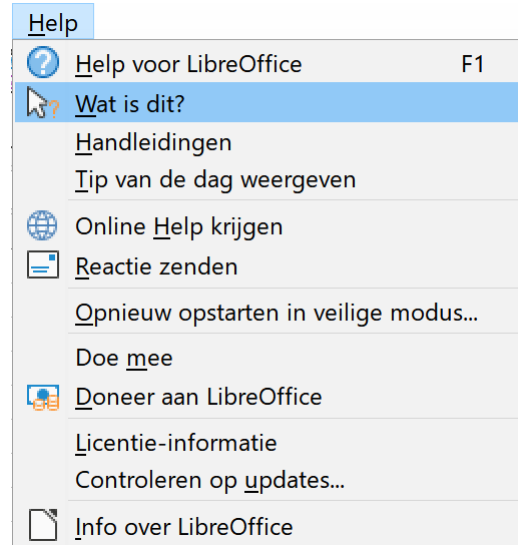 Help
Help voor LibreOffice F1
Wat is dit?
Handleidingen
Tip van de dag weergeven
Online Help krijgen
Reactie zenden
Opnieuw opstarten in veilige modus...
Doe mee
Doneer aan LibreOffice
Licentie-informatie
Controleren op updates...
Info over LibreOffice